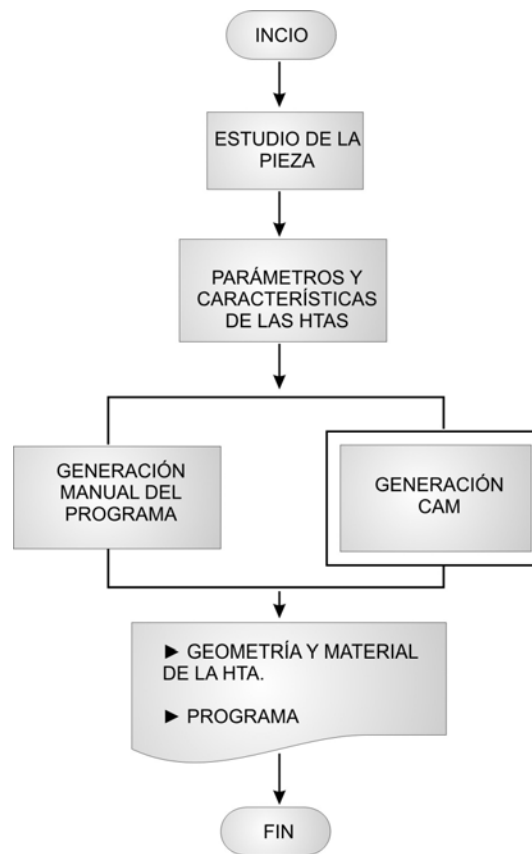 INCIO
ESTUDIO DE LA
PIEZA
PARÁMETROS Y
CARACTERÍSTÍCAS
DE LAS HTAS
GENERACIÓN
MANUAL DEL
PROGRAMA
GENERACIÓN
CAM
► GEOMETRÍA Y MATERIAL
DE LA HTA.
► PROGRAMA
FIN